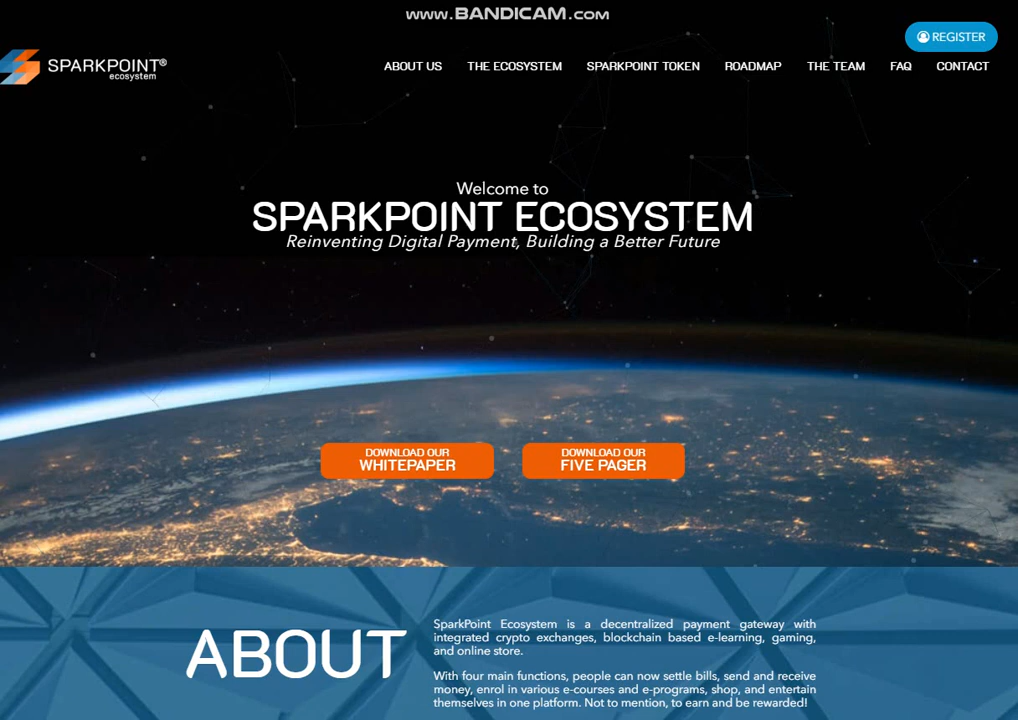 www.BANDICAM.com
REGISTER
SPARKPOINT®
ecosystem
ABOUT US THE ECOSYSTEM SPARKPOINT TOKEN ROADMAP THE TEAM FAQ CONTACT
Welcome to
SPARKPOINT ECOSYSTEM
Reinventing Digital Payment, Building a Better Future
DOWNLOAD OUR
WHITEPAPER
DOWNLOAD OUR
FIVE PAGER
ABOUT
SparkPoint Ecosystem is a decentralized payment gateway with
integrated crypto exchanges, blockchain based e-learning, gaming,
and online store.
With four main functions, people can now settle bills, send and receive
money, enrol in various e-courses and e-programs, shop, and entertain
themselves in one platform. Not to mention, to earn and be rewarded!